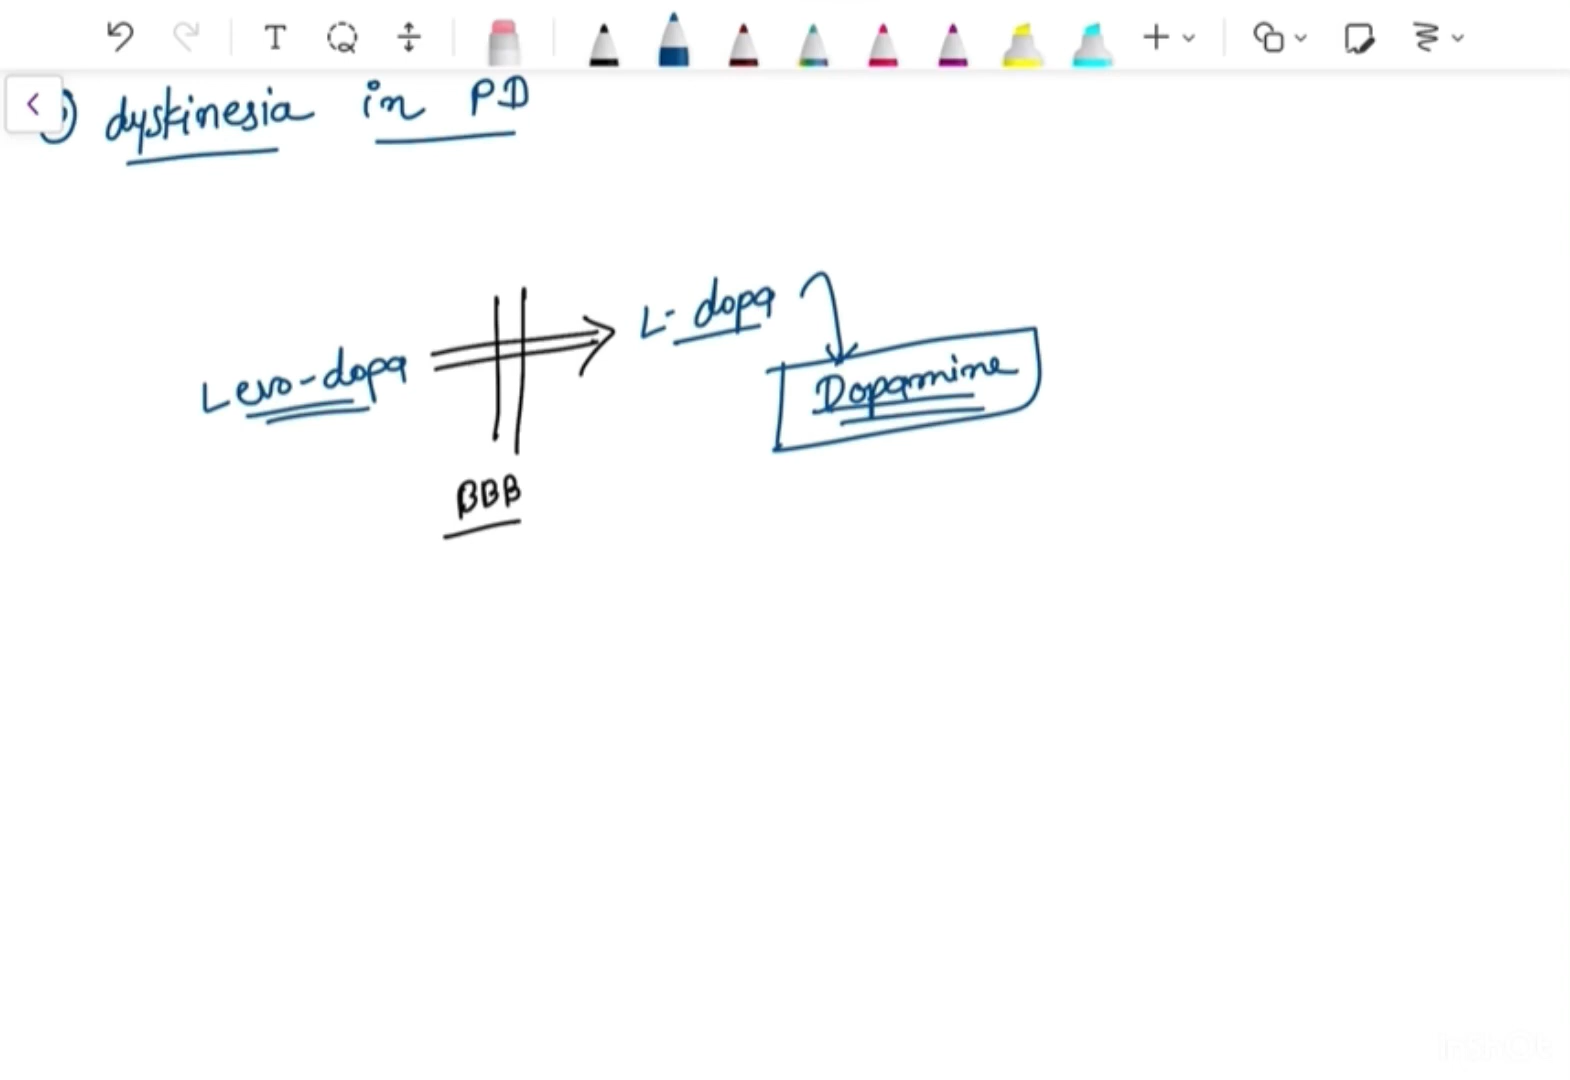 ) dyskinesia in PD
Levo-dopa
L-dopa
Dopamine
BBB